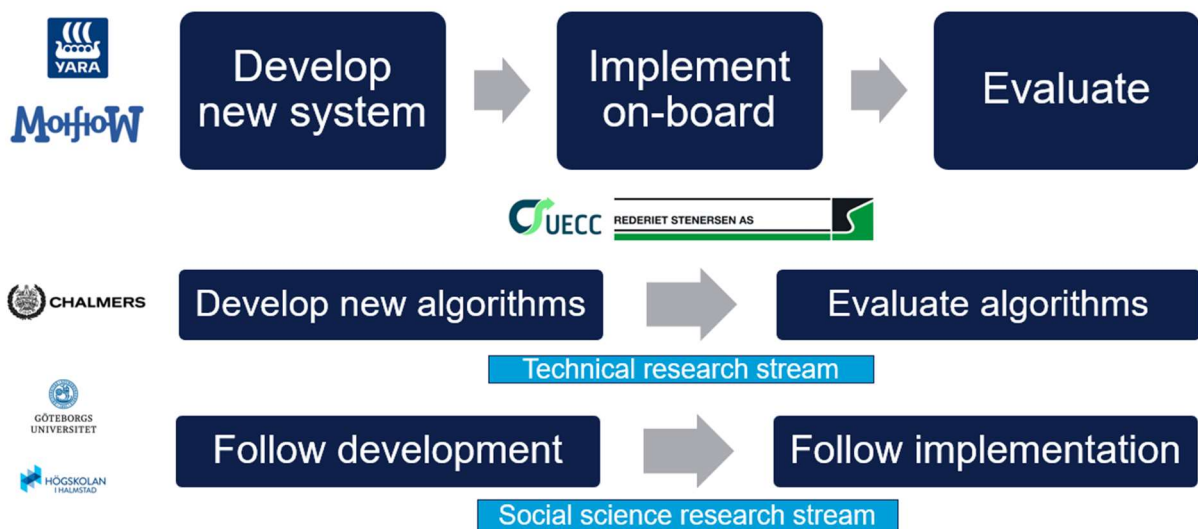 YARA
Develop
new system
Implement
on-board
Evaluate
MoffloW
UECC
REDERIET STENERSEN AS
CHALMERS
Develop new algorithms
Evaluate algorithms
Technical research stream
GÖTEBORGS
UNIVERSITET
Follow development
Follow implementation
HÖGSKOLAN
I HALMSTAD
Social science research stream